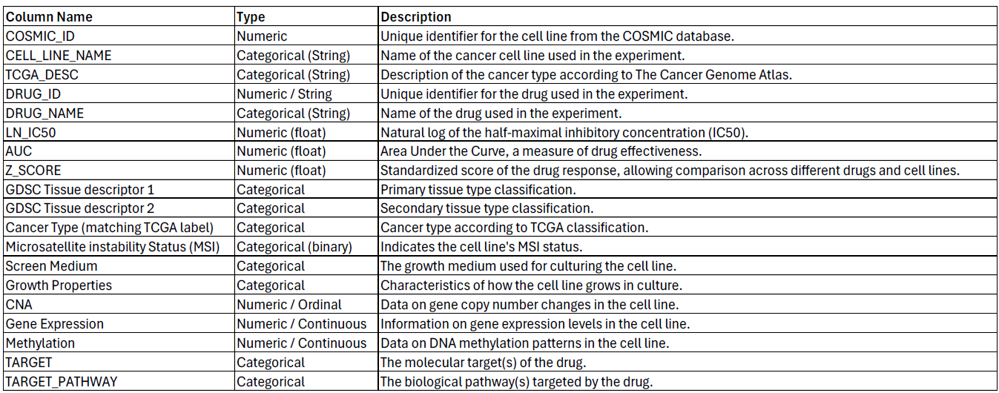 Column Name Type Description
COSMIC_ID Numeric Unique identifier for the cell line from the COSMIC database.
CELL_LINE_NAME Categorical (String) Name of the cancer cell line used in the experiment.
TCGA_DESC Categorical (String) Description of the cancer type according to The Cancer Genome Atlas.
DRUG_ID Numeric / String Unique identifier for the drug used in the experiment.
DRUG_NAME Categorical (String) Name of the drug used in the experiment.
LN_IC50 Numeric (float) Natural log of the half-maximal inhibitory concentration (IC50).
AUC Numeric (float) Area Under the Curve, a measure of drug effectiveness.
Z_SCORE Numeric (float) Standardized score of the drug response, allowing comparison across different drugs and cell lines.
GDSC Tissue descriptor 1 Categorical Primary tissue type classification.
GDSC Tissue descriptor 2 Categorical Secondary tissue type classification.
Cancer Type (matching TCGA label) Categorical Cancer type according to TCGA classification.
Microsatellite instability Status (MSI) Categorical (binary) Indicates the cell line's MSI status.
Screen Medium Categorical The growth medium used for culturing the cell line.
Growth Properties Categorical Characteristics of how the cell line grows in culture.
CNA Numeric / Ordinal Data on gene copy number changes in the cell line.
Gene Expression Numeric / Continuous Information on gene expression levels in the cell line.
Methylation Numeric / Continuous Data on DNA methylation patterns in the cell line.
TARGET Categorical The molecular target(s) of the drug.
TARGET_PATHWAY Categorical The biological pathway(s) targeted by the drug.